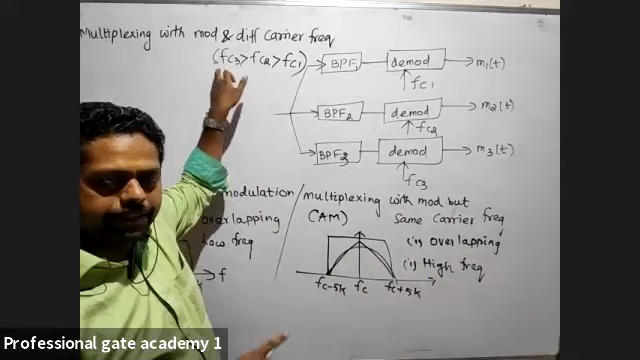 Multiplexing with mod & diff Carrier freq
(fc3 > fc2 > fc1)
BPF1 demod m1(t)
fc1
BPF2 demod m2(t)
fc2
BPF3 demod m3(t)
fc3
modulation
overlapping
Low freq
f
multiplexing with mod but
(AM) Same Carrier freq
(i) overlapping
(ii) High freq
fc-5k fc fc+5k
Professional gate academy 1